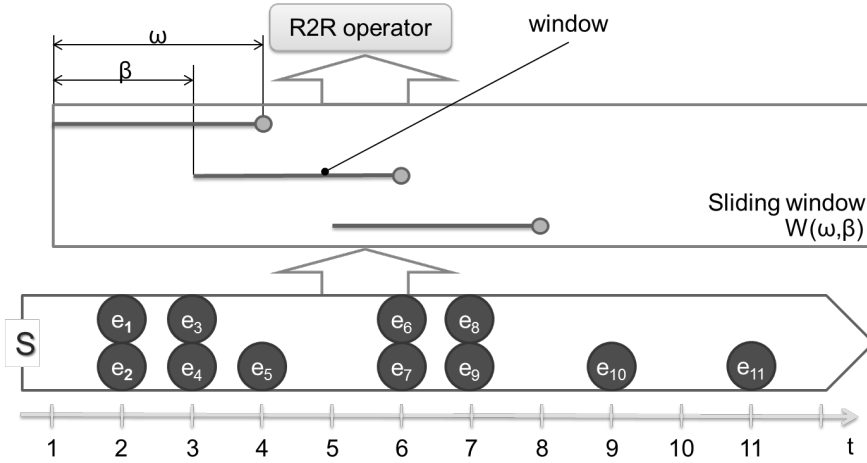 ω
R2R operator
window
β
Sliding window
W(ω,β)
S
e1 e3 e6 e8
e2 e4 e5 e7 e9 e10 e11
1 2 3 4 5 6 7 8 9 10 11 t